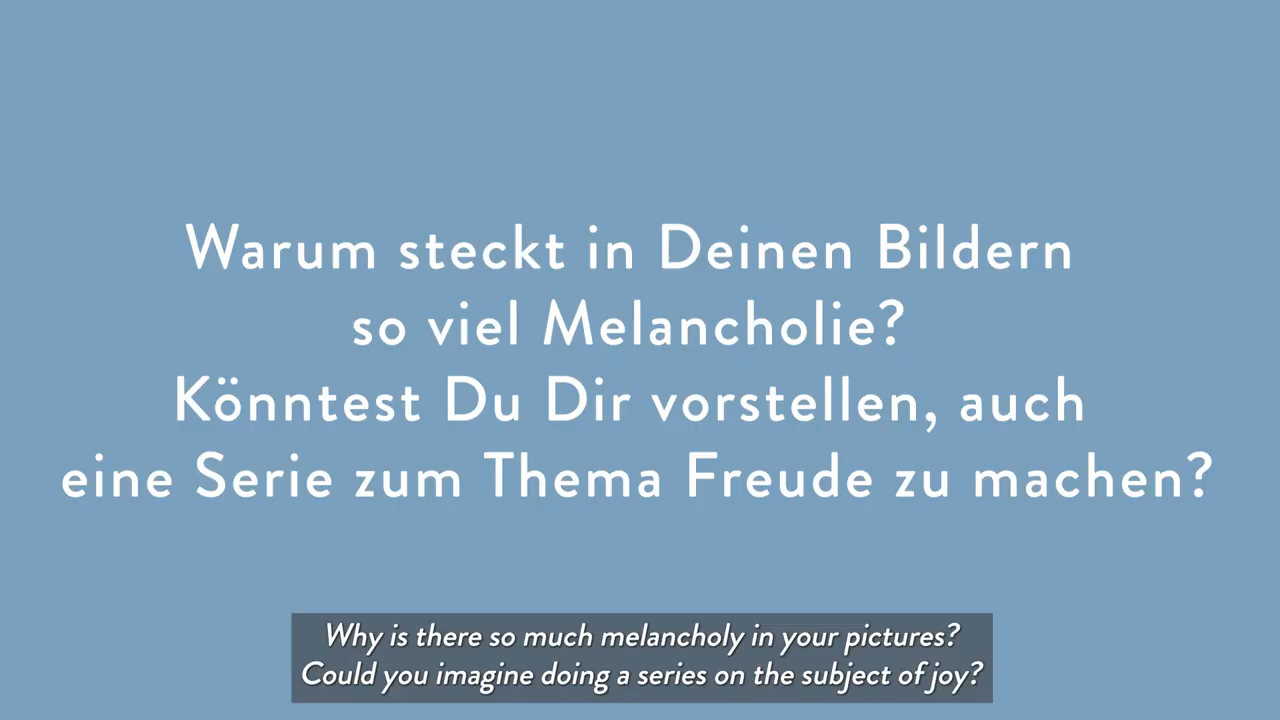 Warum steckt in Deinen Bildern
so viel Melancholie?
Könntest Du Dir vorstellen, auch
eine Serie zum Thema Freude zu machen?
Why is there so much melancholy in your pictures?
Could you imagine doing a series on the subject of joy?